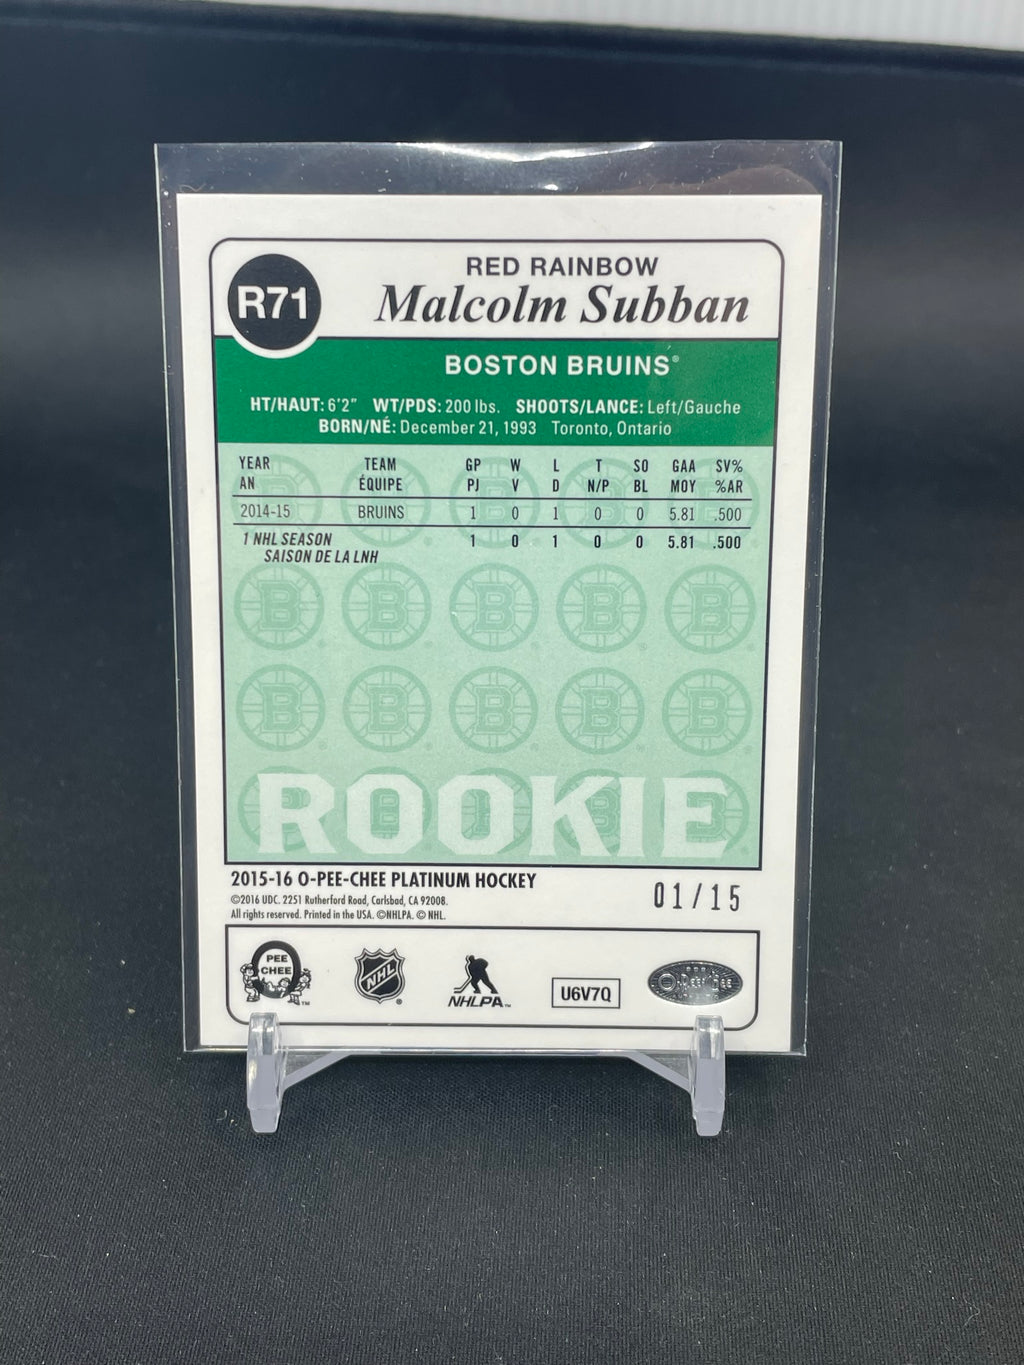 R71
RED RAINBOW
Malcolm Subban
BOSTON BRUINS®
HT/HAUT: 6'2" WT/PDS: 200 lbs. SHOOTS/LANCE: Left/Gauche
BORN/NÉ: December 21, 1993 Toronto, Ontario
YEAR TEAM GP W L T SO GAA SV%
AN ÉQUIPE PJ V D N/P BL MOY %AR
2014-15 BRUINS 1 0 1 0 0 5.81 .500
1 NHL SEASON 1 0 1 0 0 5.81 .500
SAISON DE LA LNH
ROOKIE
2015-16 O-PEE-CHEE PLATINUM HOCKEY
©2016 UDC. 2251 Rutherford Road, Carlsbad, CA 92008.
All rights reserved. Printed in the USA. ©NHLPA. © NHL.
01/15
O PEE CHEE™
NHL®
NHLPA™
U6V7Q
O-PEE-CHEE